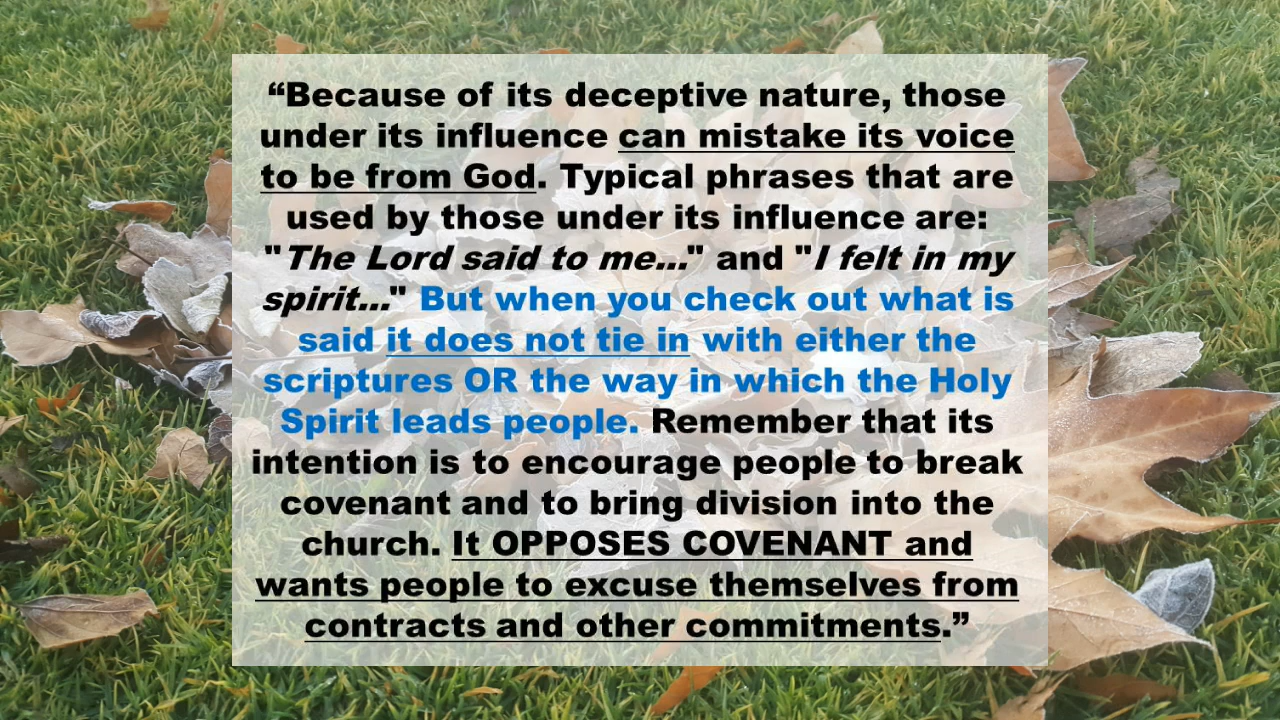 “Because of its deceptive nature, those
under its influence can mistake its voice
to be from God. Typical phrases that are
used by those under its influence are:
"The Lord said to me..." and "I felt in my
spirit..." But when you check out what is
said it does not tie in with either the
scriptures OR the way in which the Holy
Spirit leads people. Remember that its
intention is to encourage people to break
covenant and to bring division into the
church. It OPPOSES COVENANT and
wants people to excuse themselves from
contracts and other commitments.”